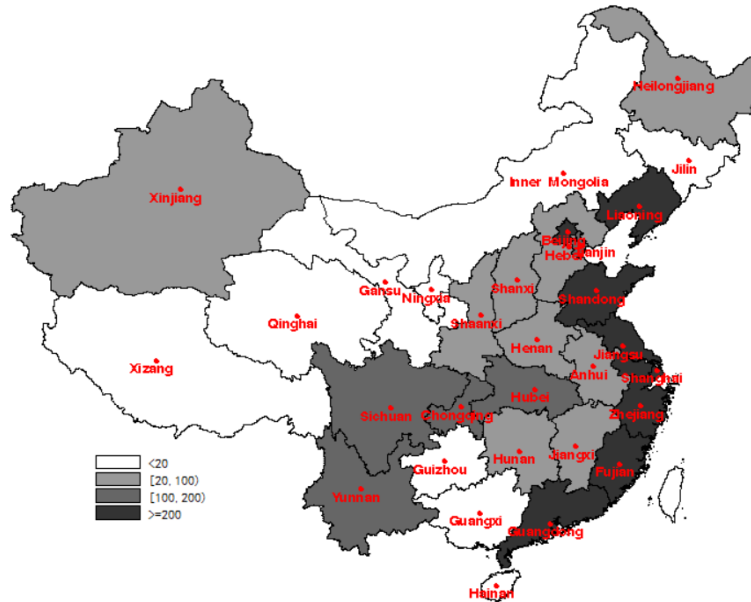 Neilongjiang
Jilin
Inner Mongolia
Xinjiang
Liaoning
Beijing
Hebei
Tianjin
Gansu
Ningxia
Shanxi
Shandong
Qinghai
Shaanxi
Henan
Jiangsu
Xizang
Anhui
Shanghai
Hubei
Sichuan
Chongqing
Zhejiang
<20
[20, 100)
[100, 200)
>=200
Guizhou
Hunan
Jiangxi
Fujian
Yunnan
Guangxi
Guangdong
Hainan